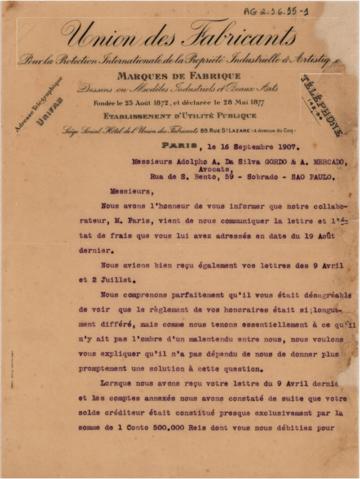 AG 2.3.6.55-1
Union des Fabricants
Pour la Protection Internationale de la Propriété Industrielle & Artistique
MARQUES DE FABRIQUE
Dessins ou Modèles Industriels & Beaux-Arts
Fondée le 23 Août 1872, et déclarée le 28 Mai 1877
ETABLISSEMENT D'UTILITÉ PUBLIQUE
Siège Social: Hôtel de l'Union des Fabricants 85 RUE St LAZARE (4 Avenue du Coq)
Adresse Télégraphique
UNIFAB
TÉLÉPHONE
PARIS, le 16 Septembre 1907.
Messieurs Adolpho A. Da Silva GORDO & A. MERCADO,
Avocats,
Rua de S. Bento, 59 - Sobrado - SAO PAULO.
Messieurs,
Nous avons l'honneur de vous informer que notre collabo-
rateur, M. Paris, vient de nous communiquer la lettre et l'é-
tat de frais que vous lui avez adressés en date du 19 Août
dernier.
Nous avions bien reçu également vos lettres des 9 Avril
et 2 Juillet.
Nous comprenons parfaitement qu'il vous était désagréable
de voir que le règlement de vos honoraires était si longue-
ment différé, mais comme nous tenons essentiellement à ce qu'il
n'y ait pas l'ombre d'un malentendu entre nous, nous voulons
vous expliquer qu'il n'a pas dépendu de nous de donner plus
promptement une solution à cette question.
Lorsque nous avons reçu votre lettre du 9 Avril dernie
et les comptes annexés nous avons constaté de suite que votre
solde créditeur était constitué presque exclusivement par la
somme de 1 Conto 500,000 Reis dont vous nous débitiez pour